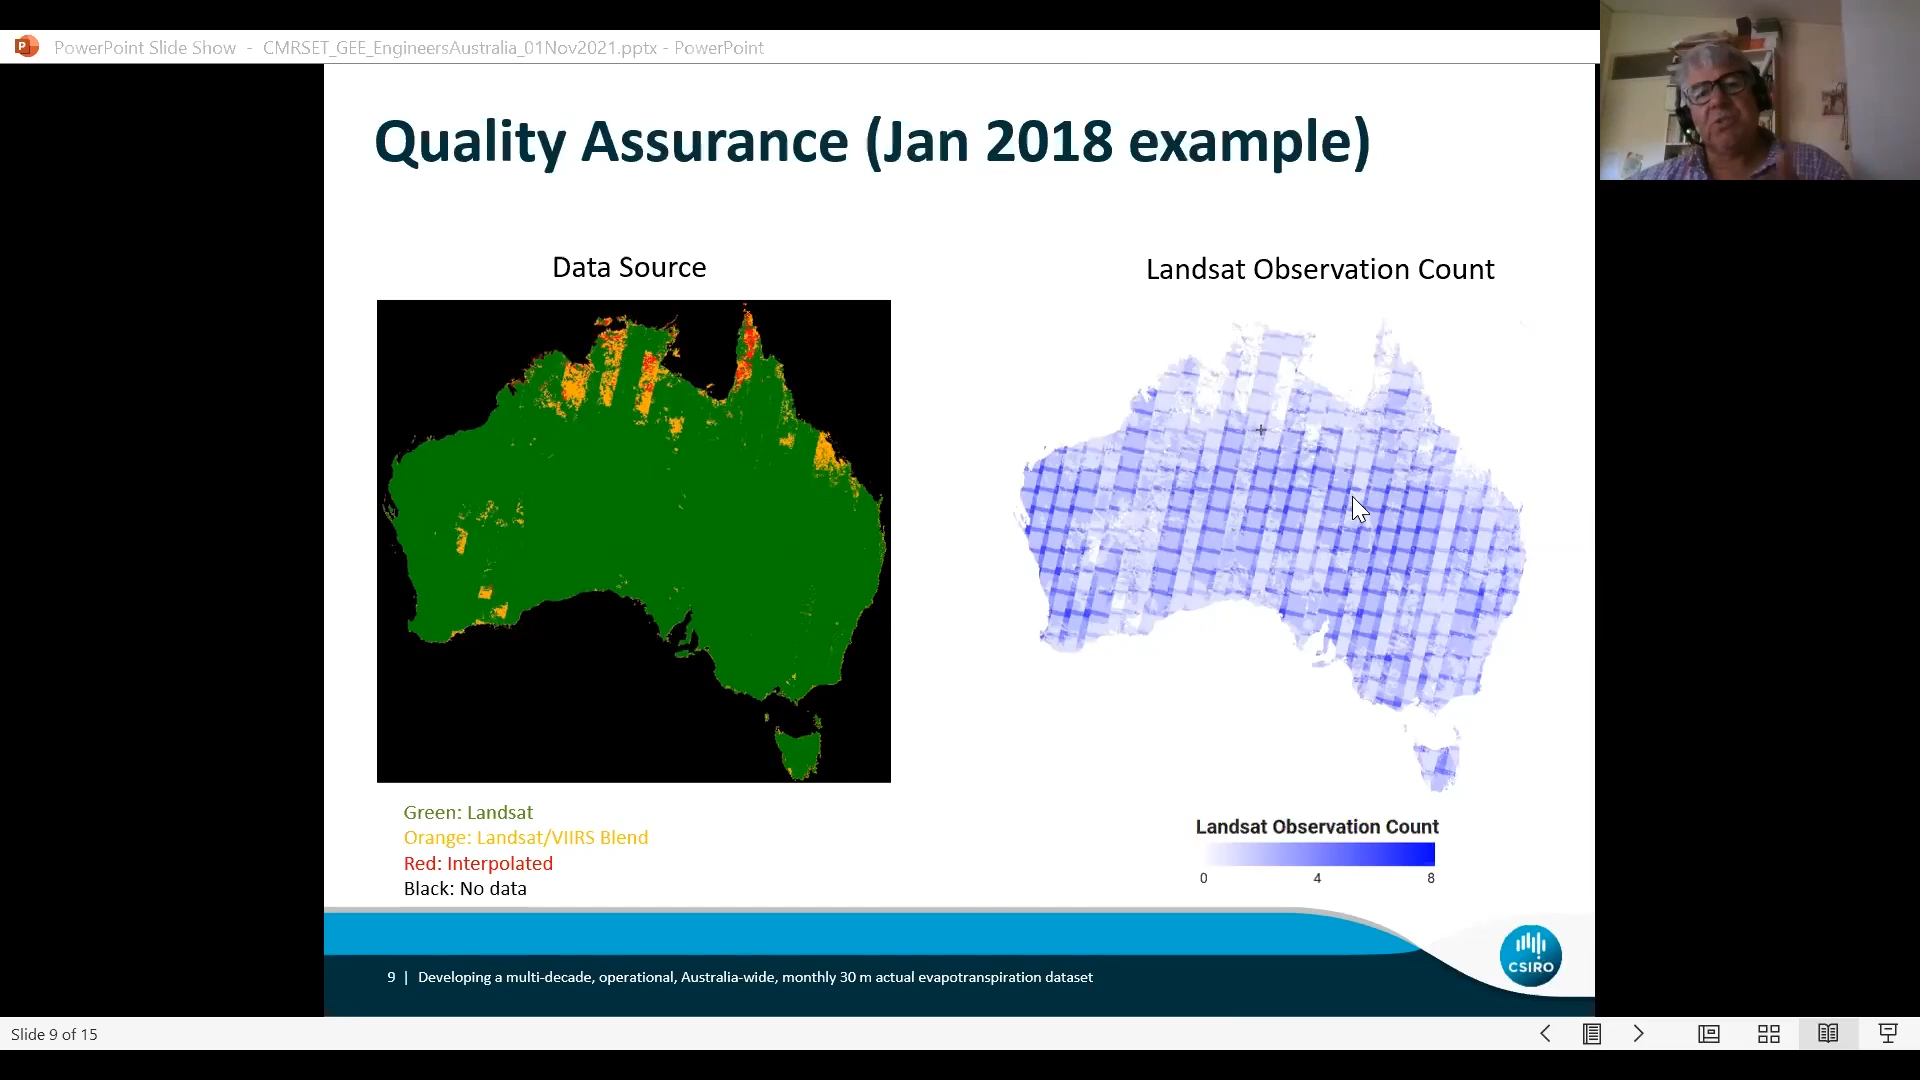 PowerPoint Slide Show - CMRSET_GEE_EngineersAustralia_01Nov2021.pptx - PowerPoint
Quality Assurance (Jan 2018 example)
Data Source
Landsat Observation Count
Green: Landsat
Orange: Landsat/VIIRS Blend
Red: Interpolated
Black: No data
Landsat Observation Count
0 4 8
CSIRO
9 | Developing a multi-decade, operational, Australia-wide, monthly 30 m actual evapotranspiration dataset
Slide 9 of 15